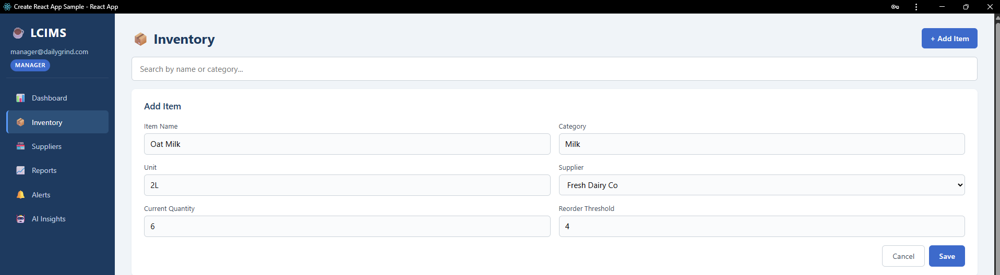 Create React App Sample - React App
LCIMS
manager@dailygrind.com
MANAGER
Dashboard
Inventory
Suppliers
Reports
Alerts
AI Insights
Inventory
+ Add Item
Search by name or category...
Add Item
Item Name
Category
Oat Milk
Milk
Unit
Supplier
2L
Fresh Dairy Co
Current Quantity
Reorder Threshold
6
4
Cancel
Save